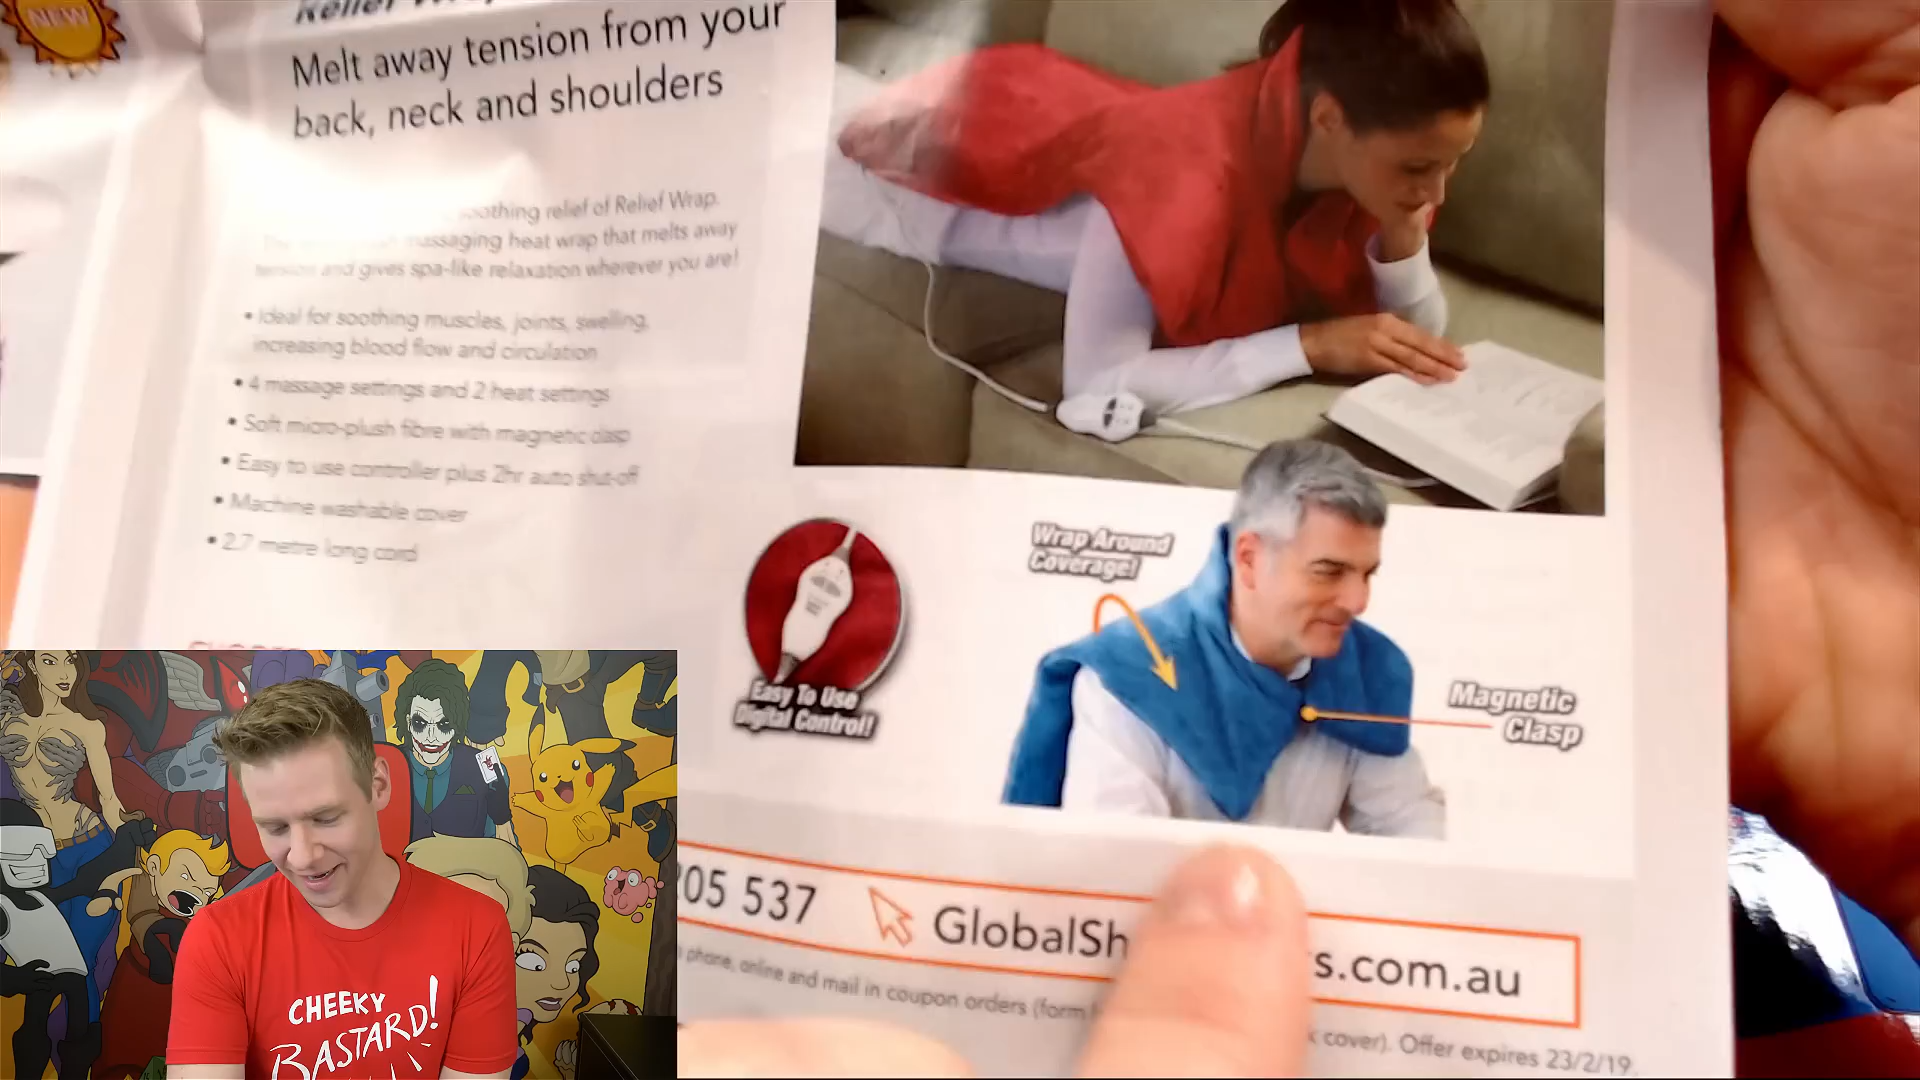 NEW
Relief
Melt away tension from your
back, neck and shoulders
soothing relief of Relief Wrap.
massaging heat wrap that melts away
tension and gives spa-like relaxation wherever you are!
• Ideal for soothing muscles, joints, swelling,
increasing blood flow and circulation
• 4 massage settings and 2 heat settings
• Soft micro-plush fibre with magnetic clasp
• Easy to use controller plus 2hr auto shut-off
• Machine washable cover
• 2.7 metre long cord
Wrap Around
Coverage!
Easy To Use
Digital Control!
Magnetic
Clasp
05 537
GlobalSh s.com.au
phone, online and mail in coupon orders (form cover). Offer expires 23/2/19
CHEEKY
BASTARD!